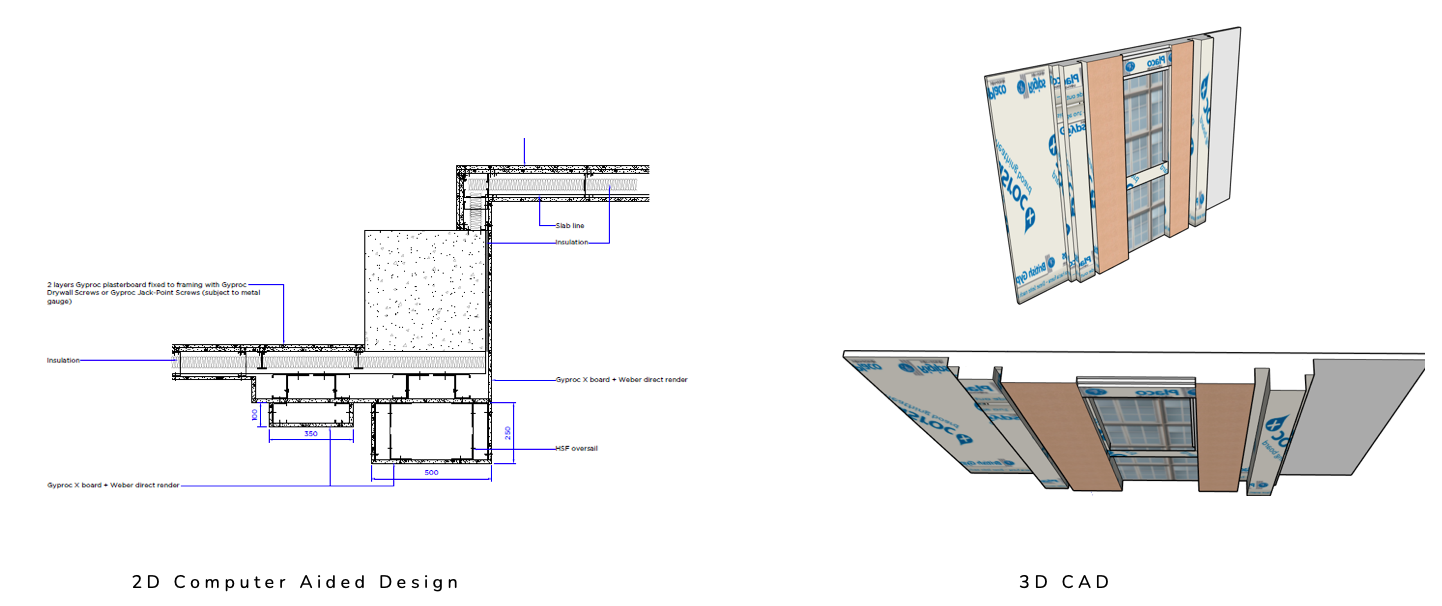 Slab line
Insulation
2 layers Gyproc plasterboard fixed to framing with Gyproc
Drywall Screws or Gyproc Jack-Point Screws (subject to metal
gauge)
Insulation
Gyproc X board + Weber direct render
100
350
250
HSF oversail
500
Gyproc X board + Weber direct render
2D Computer Aided Design
Placo
Placo
3D CAD